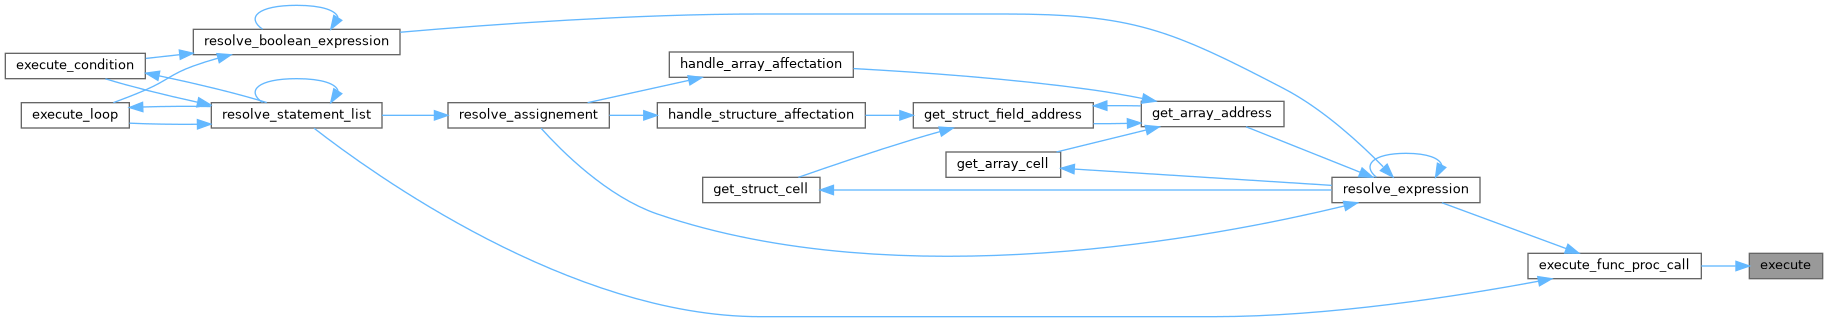 resolve_boolean_expression
execute_condition
handle_array_affectation
execute_loop
resolve_statement_list
resolve_assignement
handle_structure_affectation
get_struct_field_address
get_array_address
get_array_cell
get_struct_cell
resolve_expression
execute_func_proc_call
execute